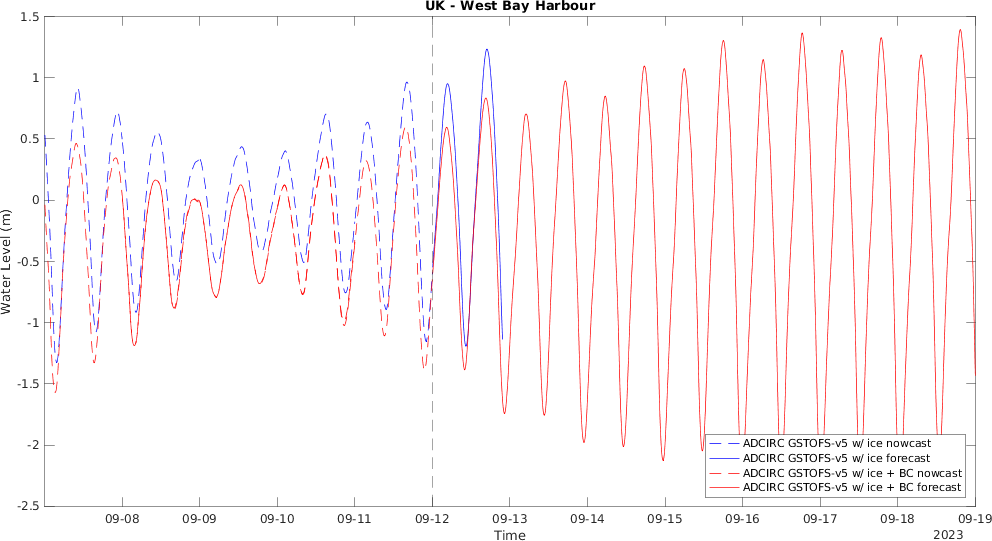 UK - West Bay Harbour
1.5
1
0.5
0
-0.5
-1
-1.5
-2
-2.5
Water Level (m)
09-08 09-09 09-10 09-11 09-12 09-13 09-14 09-15 09-16 09-17 09-18 09-19
Time
2023
ADCIRC GSTOFS-v5 w/ ice nowcast
ADCIRC GSTOFS-v5 w/ ice forecast
ADCIRC GSTOFS-v5 w/ ice + BC nowcast
ADCIRC GSTOFS-v5 w/ ice + BC forecast